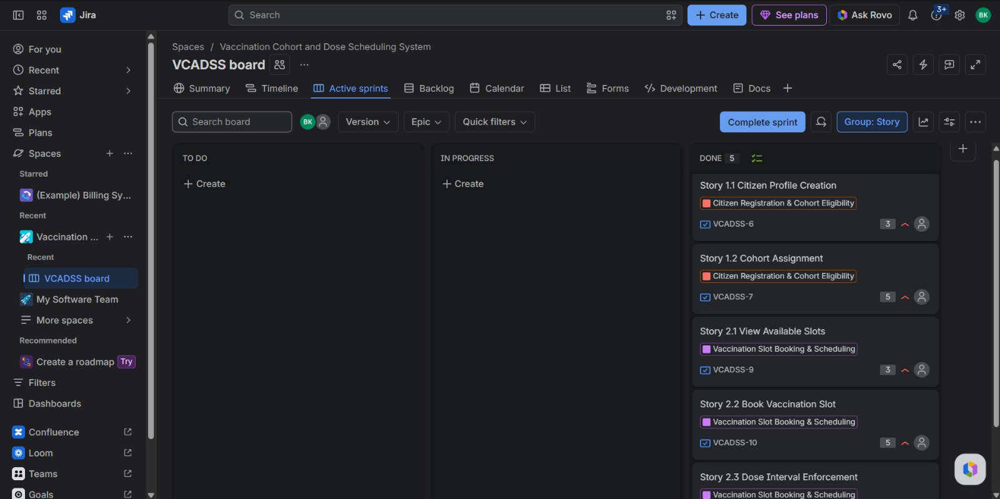 Jira
Search
Create
See plans
Ask Rovo
3+
BK
For you
Recent
Starred
Apps
Plans
Spaces
Starred
(Example) Billing Sy...
Recent
Vaccination ...
Recent
VCADSS board
My Software Team
More spaces
Recommended
Create a roadmap Try
Filters
Dashboards
Confluence
Loom
Teams
Goals
Spaces / Vaccination Cohort and Dose Scheduling System
VCADSS board
Summary Timeline Active sprints Backlog Calendar List Forms Development Docs
Search board BK Version Epic Quick filters Complete sprint Group: Story
TO DO
Create
IN PROGRESS
Create
DONE 5
Story 1.1 Citizen Profile Creation
Citizen Registration & Cohort Eligibility
VCADSS-6 3
Story 1.2 Cohort Assignment
Citizen Registration & Cohort Eligibility
VCADSS-7 5
Story 2.1 View Available Slots
Vaccination Slot Booking & Scheduling
VCADSS-9 3
Story 2.2 Book Vaccination Slot
Vaccination Slot Booking & Scheduling
VCADSS-10 5
Story 2.3 Dose Interval Enforcement
Vaccination Slot Booking & Scheduling